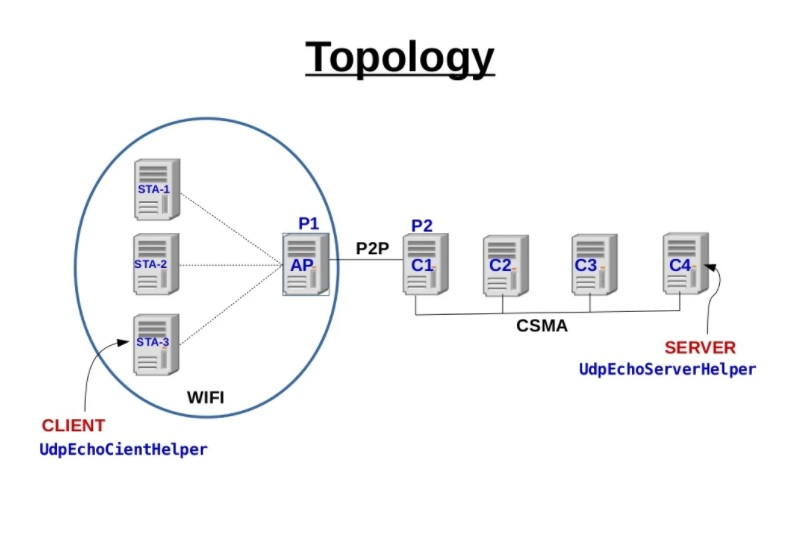 Topology
STA-1
STA-2
STA-3
P1
AP
P2P
P2
C1
C2
C3
C4
CSMA
WIFI
SERVER
UdpEchoServerHelper
CLIENT
UdpEchoCientHelper